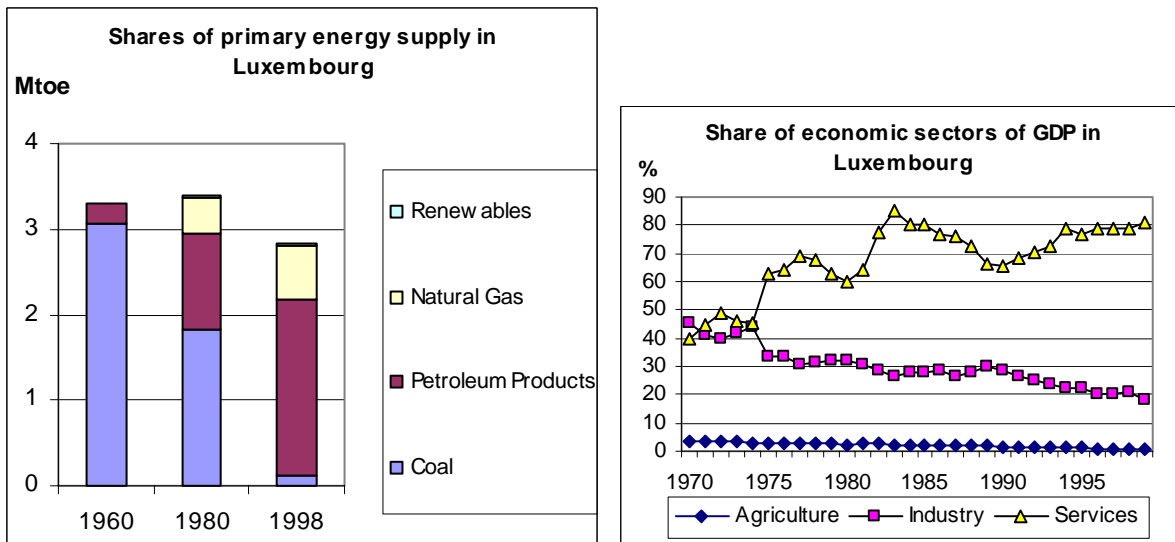 Shares of primary energy supply in
Luxembourg
Mtoe
4
3
2
1
0
1960 1980 1998
Renewables
Natural Gas
Petroleum Products
Coal
Share of economic sectors of GDP in
Luxembourg
%
90
80
70
60
50
40
30
20
10
0
1970 1975 1980 1985 1990 1995
Agriculture Industry Services